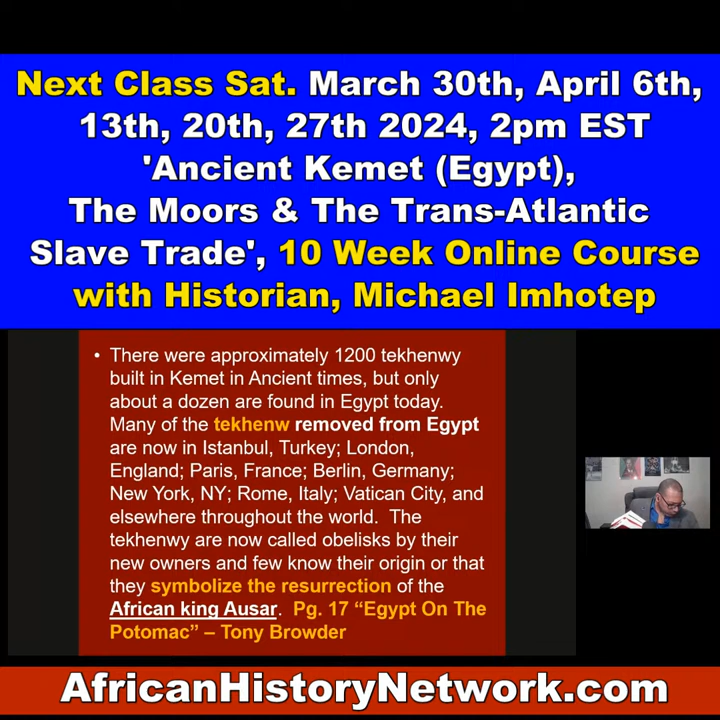 Next Class Sat. March 30th, April 6th,
13th, 20th, 27th 2024, 2pm EST
'Ancient Kemet (Egypt),
The Moors & The Trans-Atlantic
Slave Trade', 10 Week Online Course
with Historian, Michael Imhotep
• There were approximately 1200 tekhenwy
built in Kemet in Ancient times, but only
about a dozen are found in Egypt today.
Many of the tekhenw removed from Egypt
are now in Istanbul, Turkey; London,
England; Paris, France; Berlin, Germany;
New York, NY; Rome, Italy; Vatican City, and
elsewhere throughout the world. The
tekhenwy are now called obelisks by their
new owners and few know their origin or that
they symbolize the resurrection of the
African king Ausar. Pg. 17 “Egypt On The
Potomac” – Tony Browder
AfricanHistoryNetwork.com